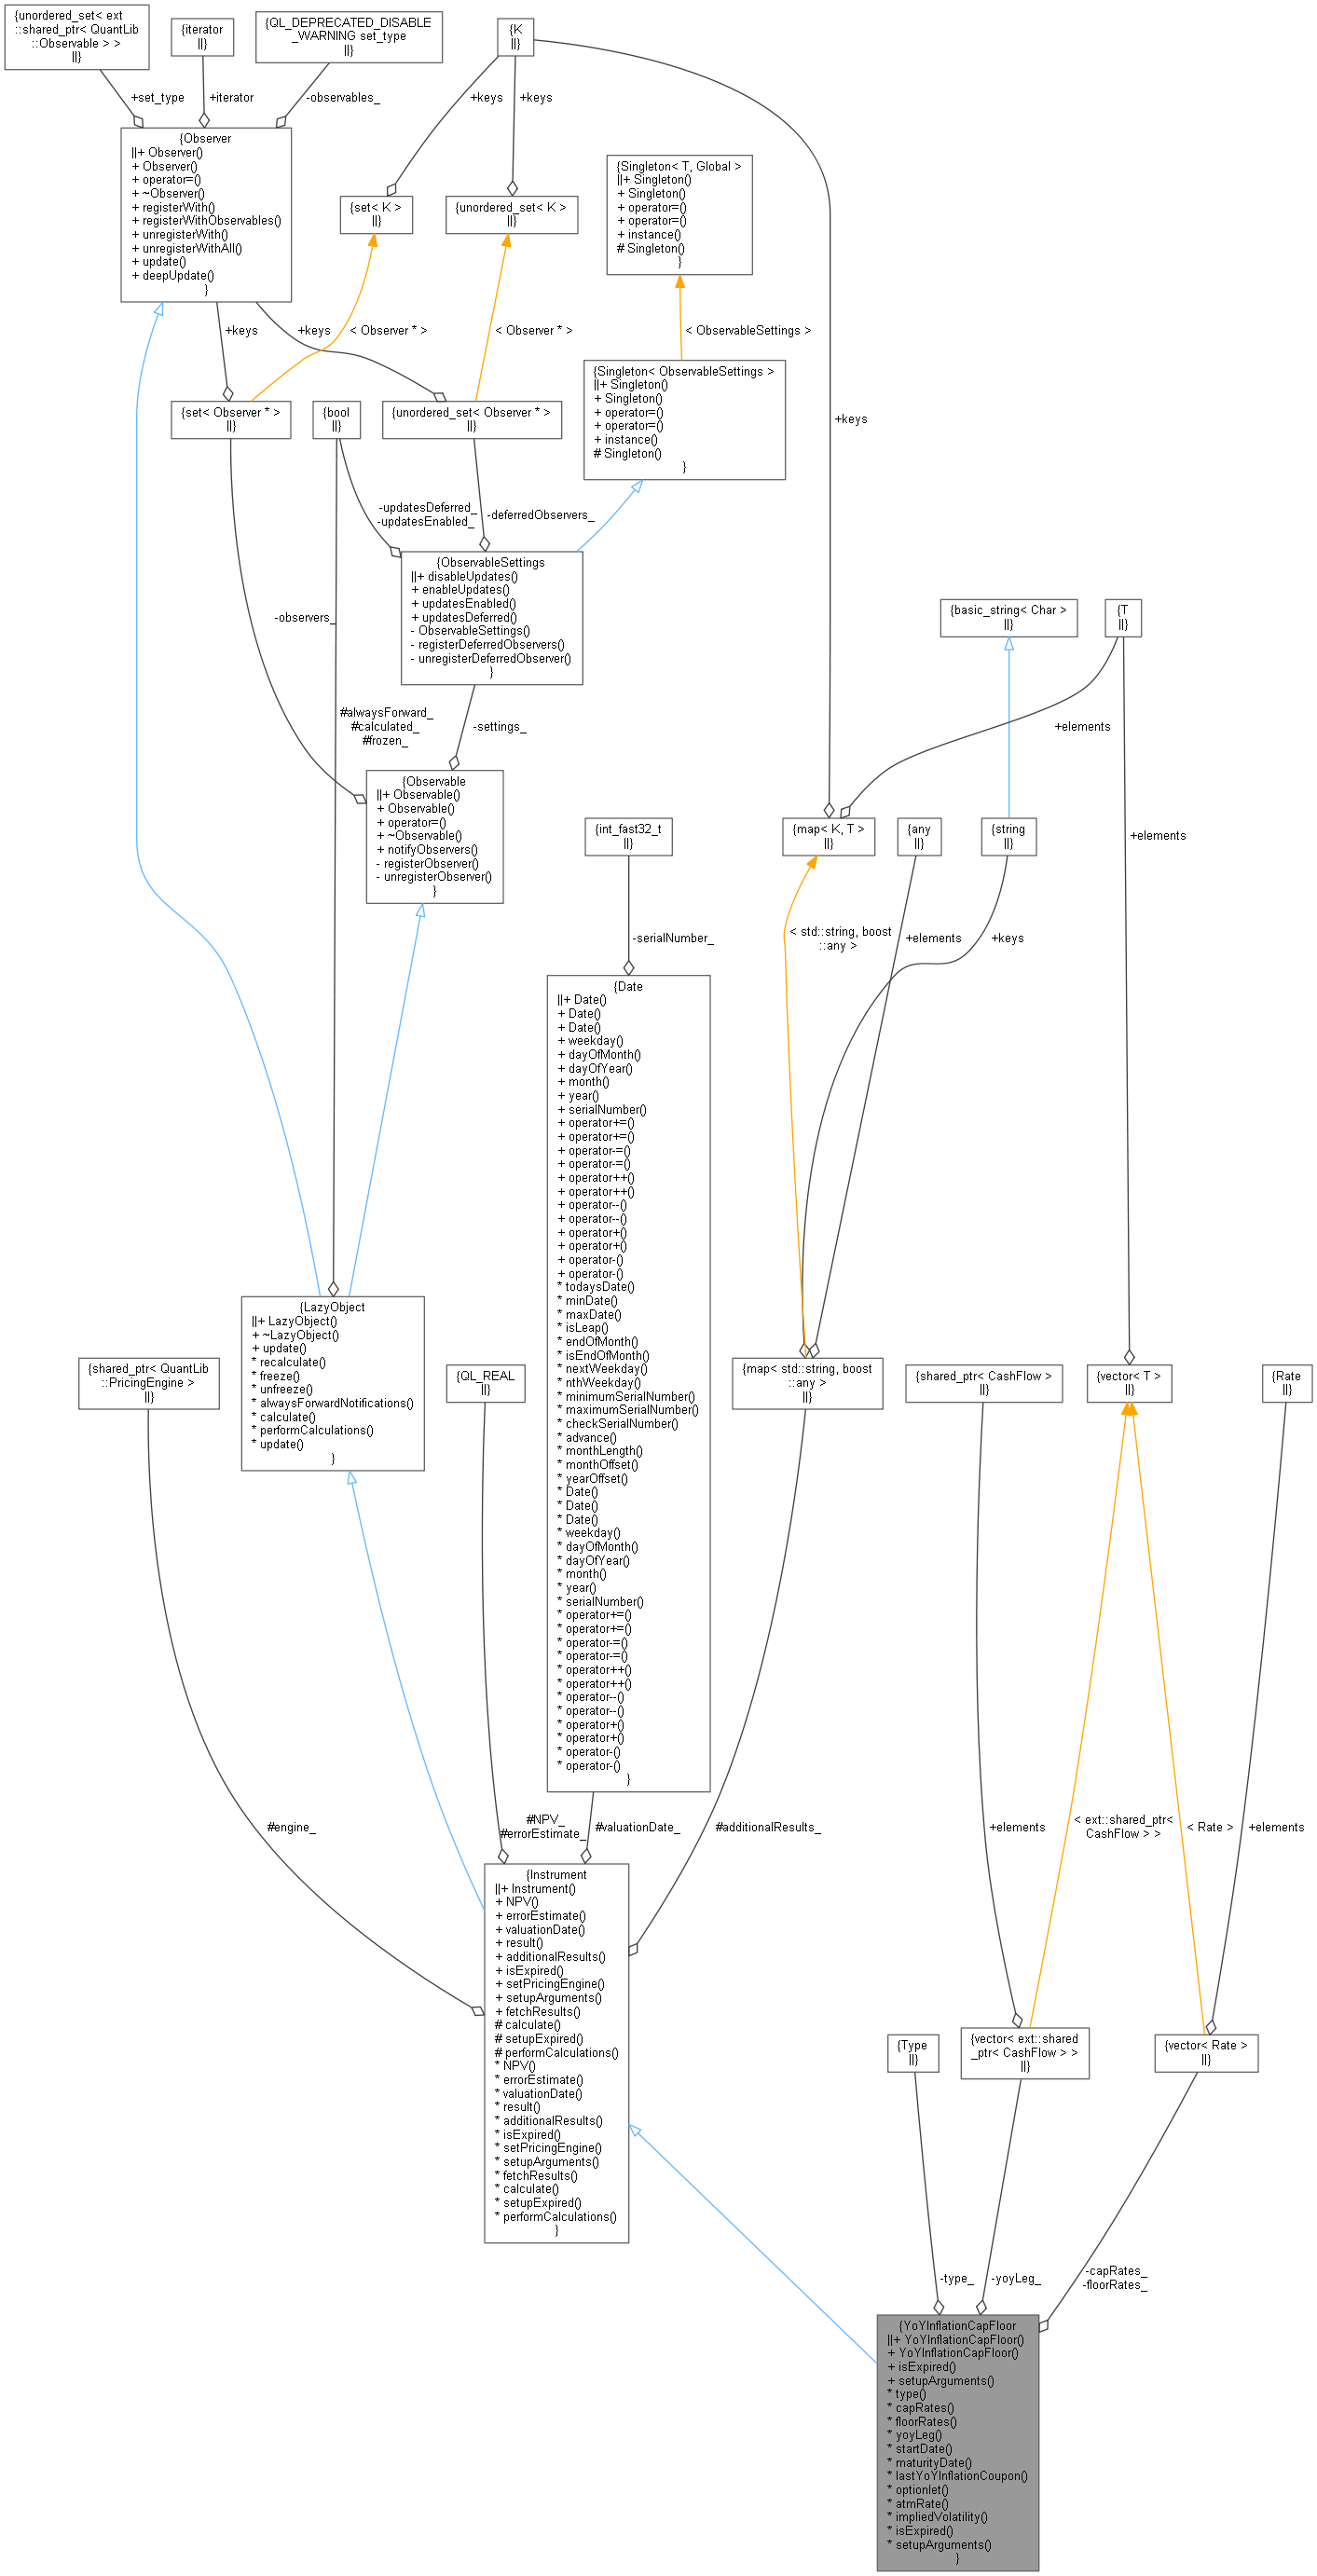 {unordered_set< ext
::shared_ptr< QuantLib
::Observable > >
||}
{iterator
||}
{QL_DEPRECATED_DISABLE
_WARNING set_type
||}
{K
||}
+set_type
+iterator
-observables_
+keys
+keys
{Observer
||+ Observer()
+ Observer()
+ operator=()
+ ~Observer()
+ registerWith()
+ registerWithObservables()
+ unregisterWith()
+ unregisterWithAll()
+ update()
+ deepUpdate()
}
{set< K >
||}
{unordered_set< K >
||}
{Singleton< T, Global >
||+ Singleton()
+ Singleton()
+ operator=()
+ operator=()
+ instance()
# Singleton()
}
+keys
+keys
< Observer * >
< Observer * >
< ObservableSettings >
{set< Observer * >
||}
{bool
||}
{unordered_set< Observer * >
||}
{Singleton< ObservableSettings >
||+ Singleton()
+ Singleton()
+ operator=()
+ operator=()
+ instance()
# Singleton()
}
+keys
-updatesDeferred_
-updatesEnabled_
-deferredObservers_
{ObservableSettings
||+ disableUpdates()
+ enableUpdates()
+ updatesEnabled()
+ updatesDeferred()
- ObservableSettings()
- registerDeferredObservers()
- unregisterDeferredObserver()
}
{basic_string< Char >
||}
{T
||}
-observers_
#alwaysForward_
#calculated_
#frozen_
-settings_
+elements
{Observable
||+ Observable()
+ Observable()
+ operator=()
+ ~Observable()
+ notifyObservers()
- registerObserver()
- unregisterObserver()
}
{int_fast32_t
||}
{map< K, T >
||}
{any
||}
{string
||}
+elements
-serialNumber_
< std::string, boost
::any >
+elements
+keys
{Date
||+ Date()
+ Date()
+ Date()
+ weekday()
+ dayOfMonth()
+ dayOfYear()
+ month()
+ year()
+ serialNumber()
+ operator+=()
+ operator+=()
+ operator-=()
+ operator-=()
+ operator++()
+ operator++()
+ operator--()
+ operator--()
+ operator+()
+ operator+()
+ operator-()
+ operator-()
* todaysDate()
* minDate()
* maxDate()
* isLeap()
* endOfMonth()
* isEndOfMonth()
* nextWeekday()
* nthWeekday()
* minimumSerialNumber()
* maximumSerialNumber()
* checkSerialNumber()
* advance()
* monthLength()
* monthOffset()
* yearOffset()
* Date()
* Date()
* Date()
* weekday()
* dayOfMonth()
* dayOfYear()
* month()
* year()
* serialNumber()
* operator+=()
* operator+=()
* operator-=()
* operator-=()
* operator++()
* operator++()
* operator--()
* operator--()
* operator+()
* operator+()
* operator-()
* operator-()
}
{LazyObject
||+ LazyObject()
+ ~LazyObject()
+ update()
* recalculate()
* freeze()
* unfreeze()
* alwaysForwardNotifications()
* calculate()
* performCalculations()
* update()
}
{shared_ptr< QuantLib
::PricingEngine >
||}
{QL_REAL
||}
{map< std::string, boost
::any >
||}
{shared_ptr< CashFlow >
||}
{vector< T >
||}
{Rate
||}
#engine_
#NPV_
#errorEstimate_
#valuationDate_
#additionalResults_
+elements
< ext::shared_ptr<
CashFlow > >
< Rate >
+elements
{Instrument
||+ Instrument()
+ NPV()
+ errorEstimate()
+ valuationDate()
+ result()
+ additionalResults()
+ isExpired()
+ setPricingEngine()
+ setupArguments()
+ fetchResults()
# calculate()
# setupExpired()
# performCalculations()
* NPV()
* errorEstimate()
* valuationDate()
* result()
* additionalResults()
* isExpired()
* setPricingEngine()
* setupArguments()
* fetchResults()
* calculate()
* setupExpired()
* performCalculations()
}
{Type
||}
{vector< ext::shared
_ptr< CashFlow > >
||}
{vector< Rate >
||}
-type_
-yoyLeg_
-capRates_
-floorRates_
{YoYInflationCapFloor
||+ YoYInflationCapFloor()
+ YoYInflationCapFloor()
+ isExpired()
+ setupArguments()
* type()
* capRates()
* floorRates()
* yoyLeg()
* startDate()
* maturityDate()
* lastYoYInflationCoupon()
* optionlet()
* atmRate()
* impliedVolatility()
* isExpired()
* setupArguments()
}